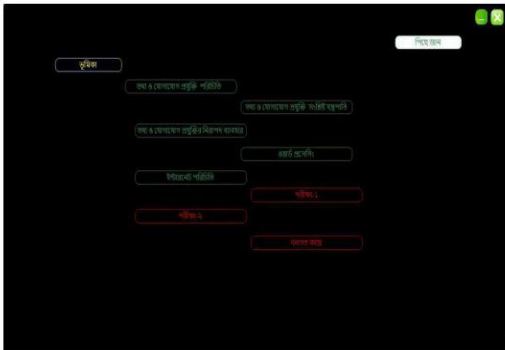 পিছে যান
ভূমিকা
তথ্য ও যোগাযোগ প্রযুক্তি পরিচিতি
তথ্য ও যোগাযোগ প্রযুক্তি সংশ্লিষ্ট যন্ত্রপাতি
তথ্য ও যোগাযোগ প্রযুক্তির নিরাপদ ব্যবহার
ওয়ার্ড প্রসেসিং
ইন্টারনেট পরিচিতি
পরীক্ষা-১
পরীক্ষা-২